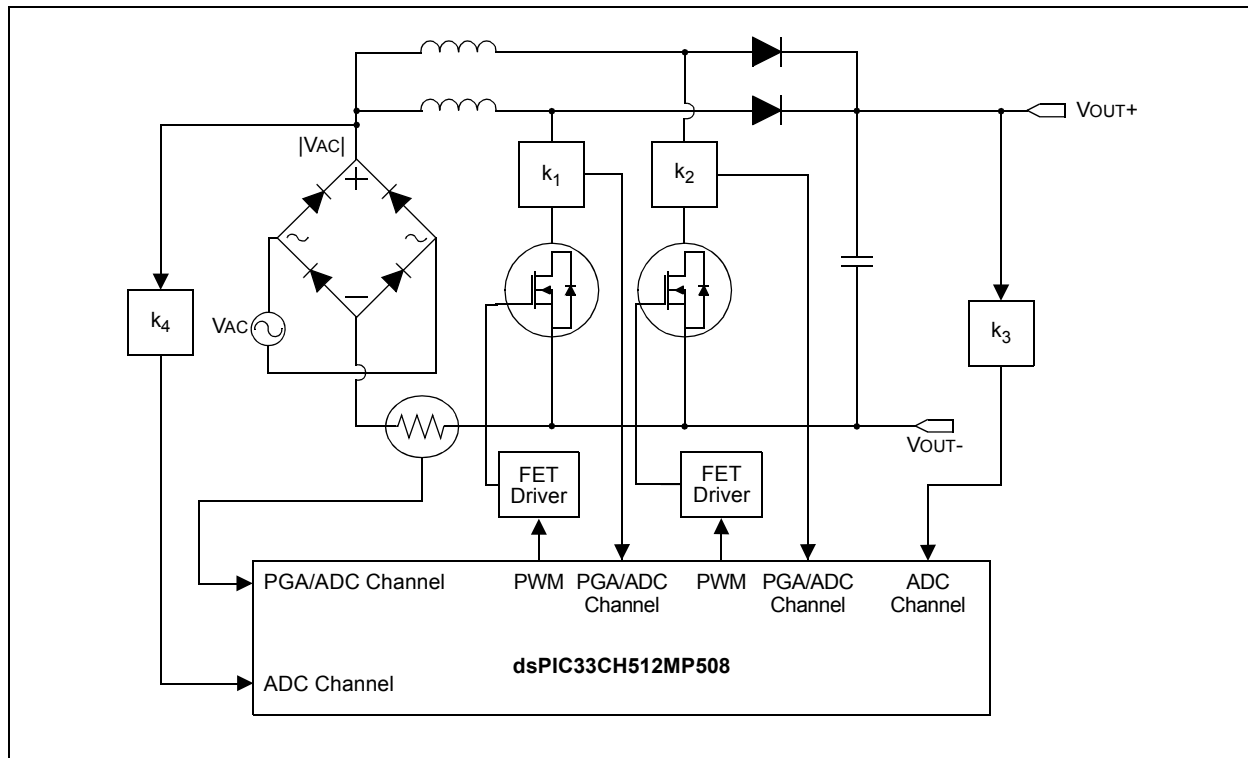 VOUT+
|VAC|
+
k1
k2
k4
VAC
k3
−
VOUT-
FET
Driver
FET
Driver
PGA/ADC Channel
PWM
PGA/ADC
Channel
PWM
PGA/ADC
Channel
ADC
Channel
dsPIC33CH512MP508
ADC Channel